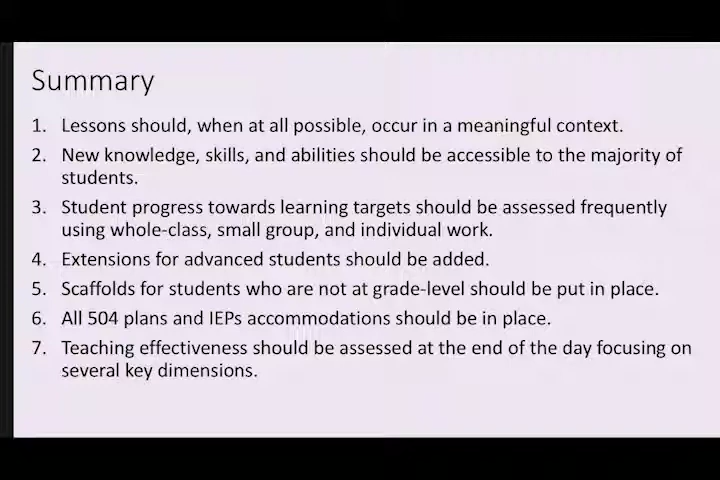 Summary
1. Lessons should, when at all possible, occur in a meaningful context.
2. New knowledge, skills, and abilities should be accessible to the majority of
students.
3. Student progress towards learning targets should be assessed frequently
using whole-class, small group, and individual work.
4. Extensions for advanced students should be added.
5. Scaffolds for students who are not at grade-level should be put in place.
6. All 504 plans and IEPs accommodations should be in place.
7. Teaching effectiveness should be assessed at the end of the day focusing on
several key dimensions.